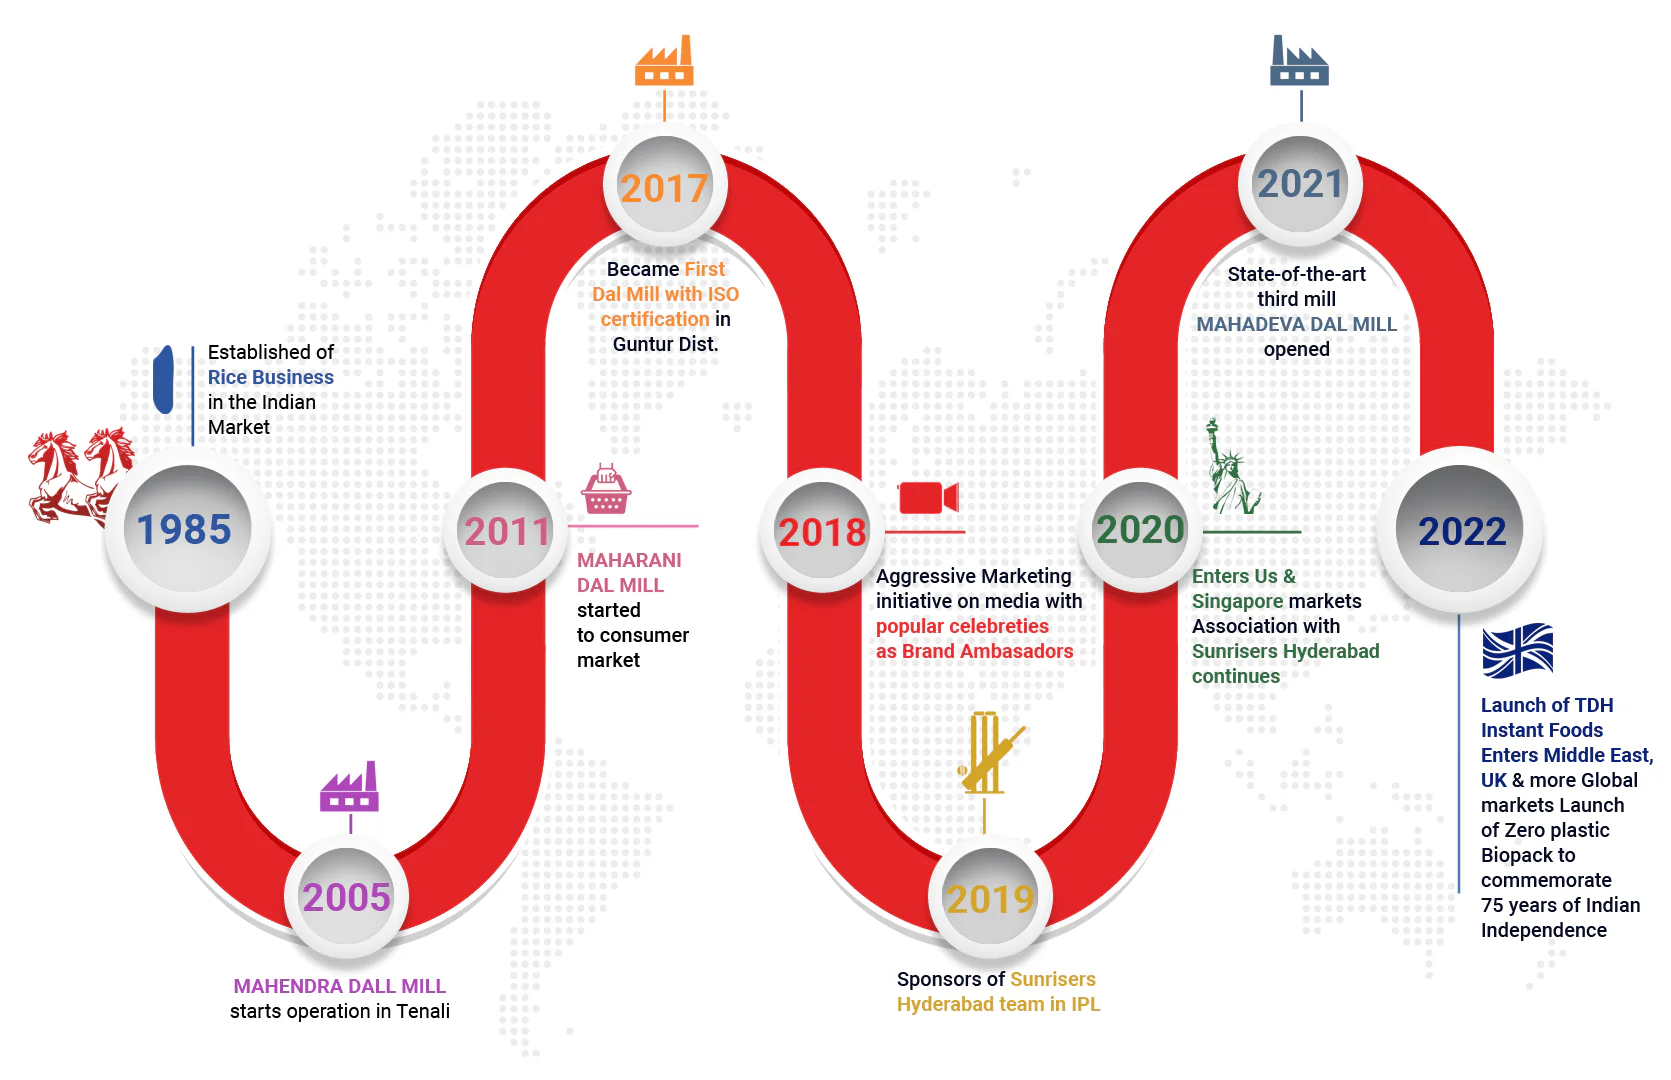 1985
Established of
Rice Business
in the Indian
Market
2005
MAHENDRA DALL MILL
starts operation in Tenali
2011
MAHARANI
DAL MILL
started
to consumer
market
2017
Became First
Dal Mill with ISO
certification in
Guntur Dist.
2018
Aggressive Marketing
initiative on media with
popular celebreties
as Brand Ambasadors
2019
Sponsors of Sunrisers
Hyderabad team in IPL
2020
Enters Us &
Singapore markets
Association with
Sunrisers Hyderabad
continues
2021
State-of-the-art
third mill
MAHADEVA DAL MILL
opened
2022
Launch of TDH
Instant Foods
Enters Middle East,
UK & more Global
markets Launch
of Zero plastic
Biopack to
commemorate
75 years of Indian
Independence